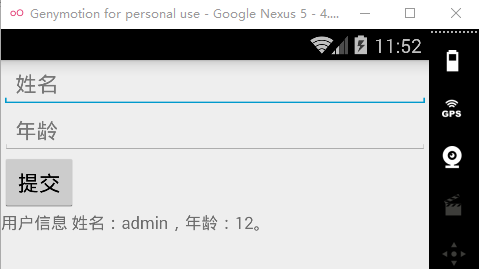 Genymotion for personal use - Google Nexus 5 - 4....
11:52
姓名
GPS
年龄
提交
用户信息 姓名：admin，年龄：12。